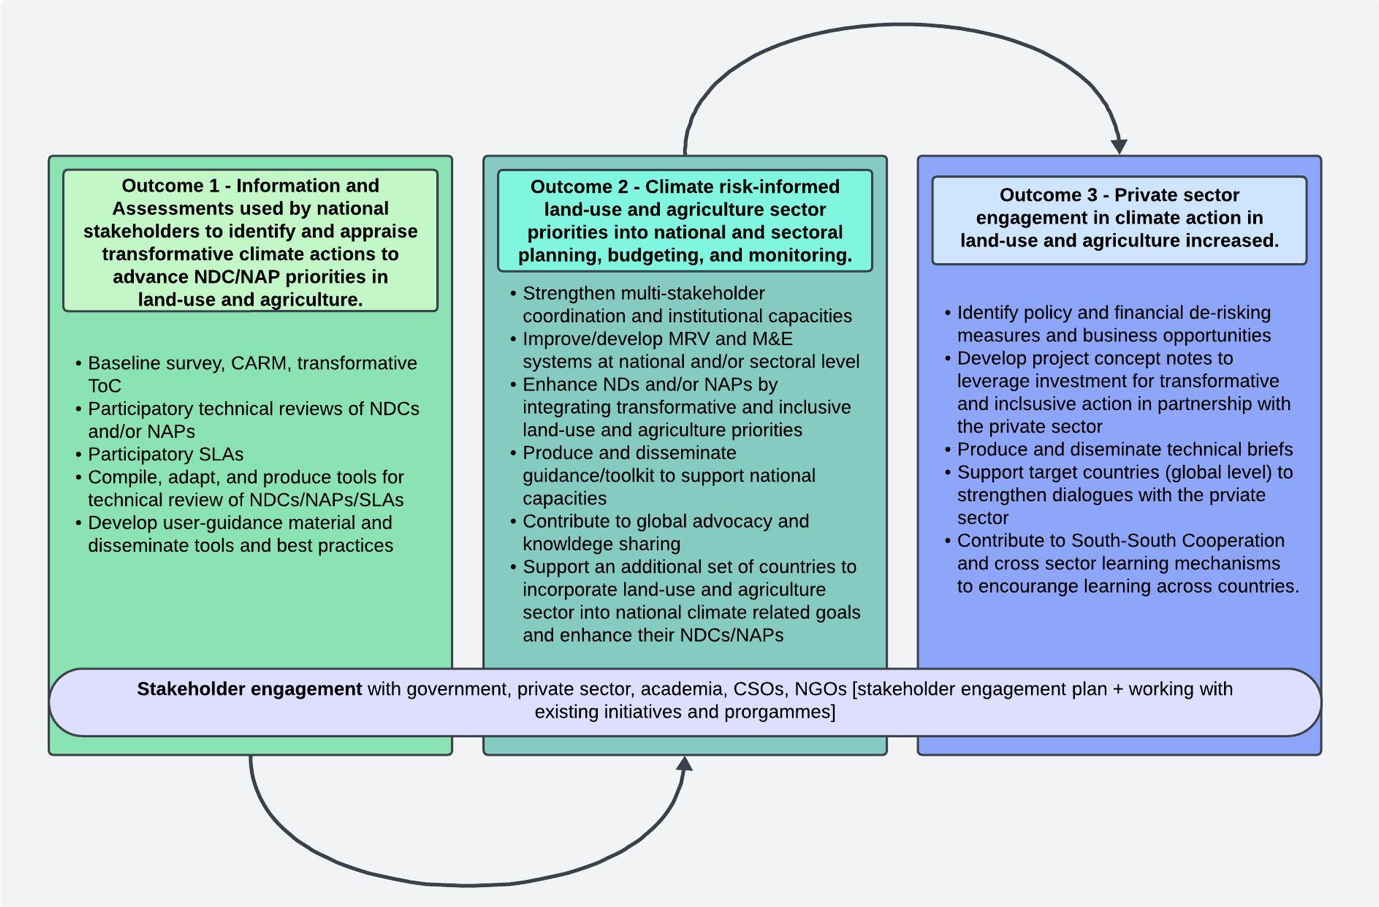 Outcome 1 - Information and
Assessments used by national
stakeholders to identify and appraise
transformative climate actions to
advance NDC/NAP priorities in
land-use and agriculture.
• Baseline survey, CARM, transformative
ToC
• Participatory technical reviews of NDCs
and/or NAPs
• Participatory SLAs
• Compile, adapt, and produce tools for
technical review of NDCs/NAPs/SLAs
• Develop user-guidance material and
disseminate tools and best practices
Outcome 2 - Climate risk-informed
land-use and agriculture sector
priorities into national and sectoral
planning, budgeting, and monitoring.
• Strengthen multi-stakeholder
coordination and institutional capacities
• Improve/develop MRV and M&E
systems at national and/or sectoral level
• Enhance NDs and/or NAPs by
integrating transformative and inclusive
land-use and agriculture priorities
• Produce and disseminate
guidance/toolkit to support national
capacities
• Contribute to global advocacy and
knowldege sharing
• Support an additional set of countries to
incorporate land-use and agriculture
sector into national climate related goals
and enhance their NDCs/NAPs
Outcome 3 - Private sector
engagement in climate action in
land-use and agriculture increased.
• Identify policy and financial de-risking
measures and business opportunities
• Develop project concept notes to
leverage investment for transformative
and inclsusive action in partnership with
the private sector
• Produce and diseminate technical briefs
• Support target countries (global level) to
strengthen dialogues with the prviate
sector
• Contribute to South-South Cooperation
and cross sector learning mechanisms
to encourange learning across countries.
Stakeholder engagement with government, private sector, academia, CSOs, NGOs [stakeholder engagement plan + working with
existing initiatives and prorgammes]